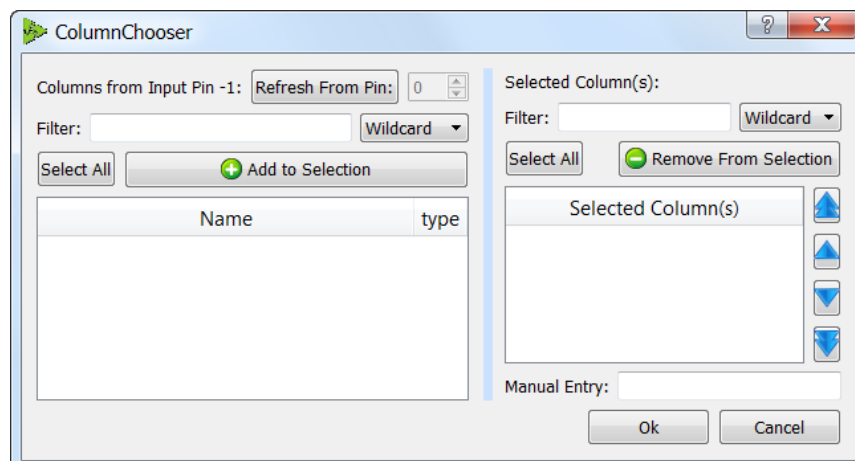 ColumnChooser
Columns from Input Pin -1: Refresh From Pin: 0
Filter: Wildcard
Select All Add to Selection
Name type
Selected Column(s):
Filter: Wildcard
Select All Remove From Selection
Selected Column(s)
Manual Entry:
Ok Cancel